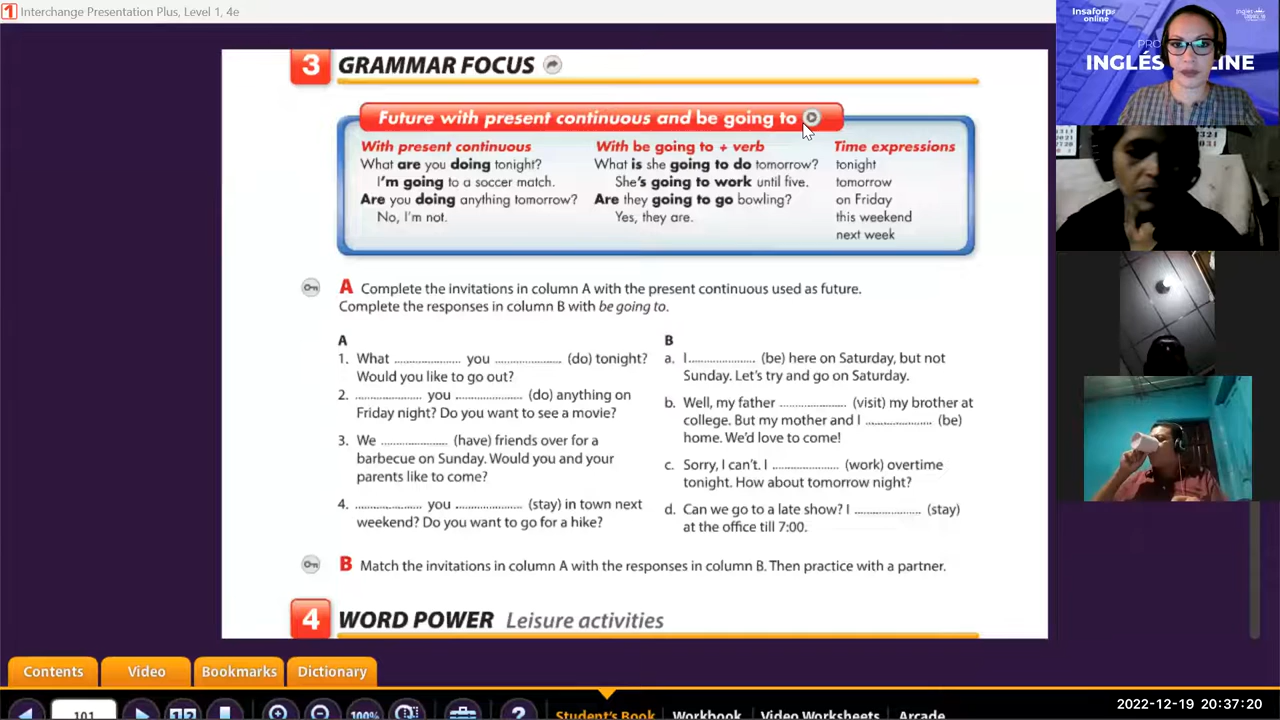 Interchange Presentation Plus, Level 1, 4e
Insaforp online
INGLÉS ONLINE
3 GRAMMAR FOCUS
Future with present continuous and be going to
With present continuous
What are you doing tonight?
I'm going to a soccer match.
Are you doing anything tomorrow?
No, I'm not.
With be going to + verb
What is she going to do tomorrow?
She's going to work until five.
Are they going to go bowling?
Yes, they are.
Time expressions
tonight
tomorrow
on Friday
this weekend
next week
A Complete the invitations in column A with the present continuous used as future.
Complete the responses in column B with be going to.
A
1. What .................... you .................... (do) tonight?
Would you like to go out?
2. .................... you .................... (do) anything on
Friday night? Do you want to see a movie?
3. We .................... (have) friends over for a
barbecue on Sunday. Would you and your
parents like to come?
4. .................... you .................... (stay) in town next
weekend? Do you want to go for a hike?
B
a. I .................... (be) here on Saturday, but not
Sunday. Let's try and go on Saturday.
b. Well, my father .................... (visit) my brother at
college. But my mother and I .................... (be)
home. We'd love to come!
c. Sorry, I can't. I .................... (work) overtime
tonight. How about tomorrow night?
d. Can we go to a late show? I .................... (stay)
at the office till 7:00.
B Match the invitations in column A with the responses in column B. Then practice with a partner.
4 WORD POWER Leisure activities
Contents Video Bookmarks Dictionary
101 100% ? Student's Book Workbook Video Worksheets Arcade
2022-12-19 20:37:20